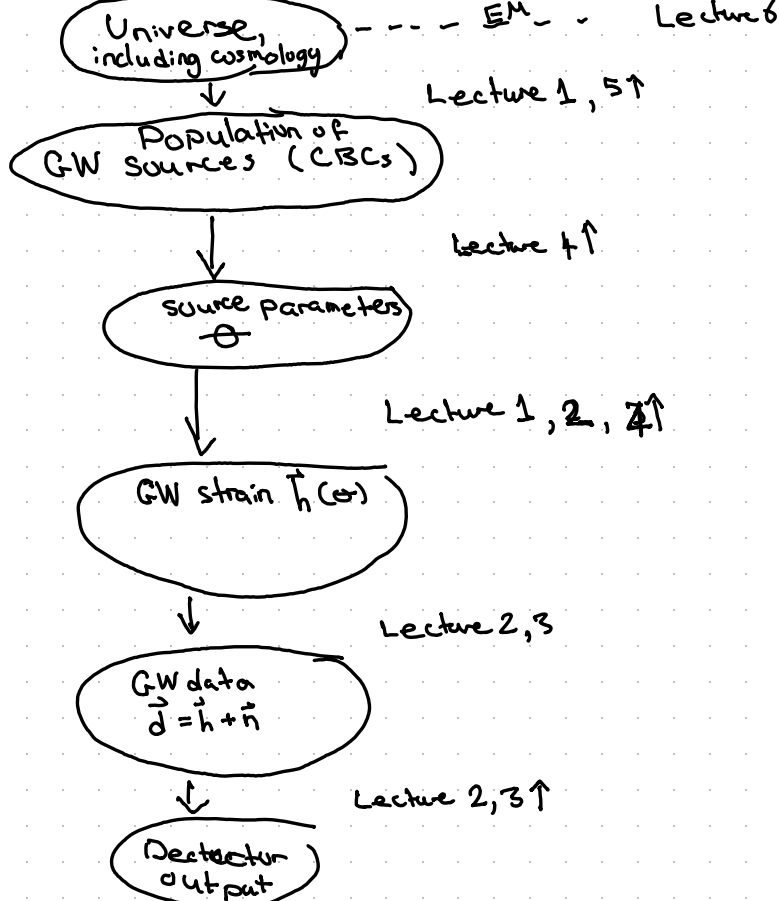 Universe,
including cosmology
EM
Lecture 6
Lecture 1, 5↑
Population of
GW sources (CBCs)
Lecture 4↑
source parameters
θ
Lecture 1, 2, 4↑
GW strain h⃗(θ)
Lecture 2,3
GW data
d⃗ = h⃗ + n⃗
Lecture 2,3↑
Dectector
output